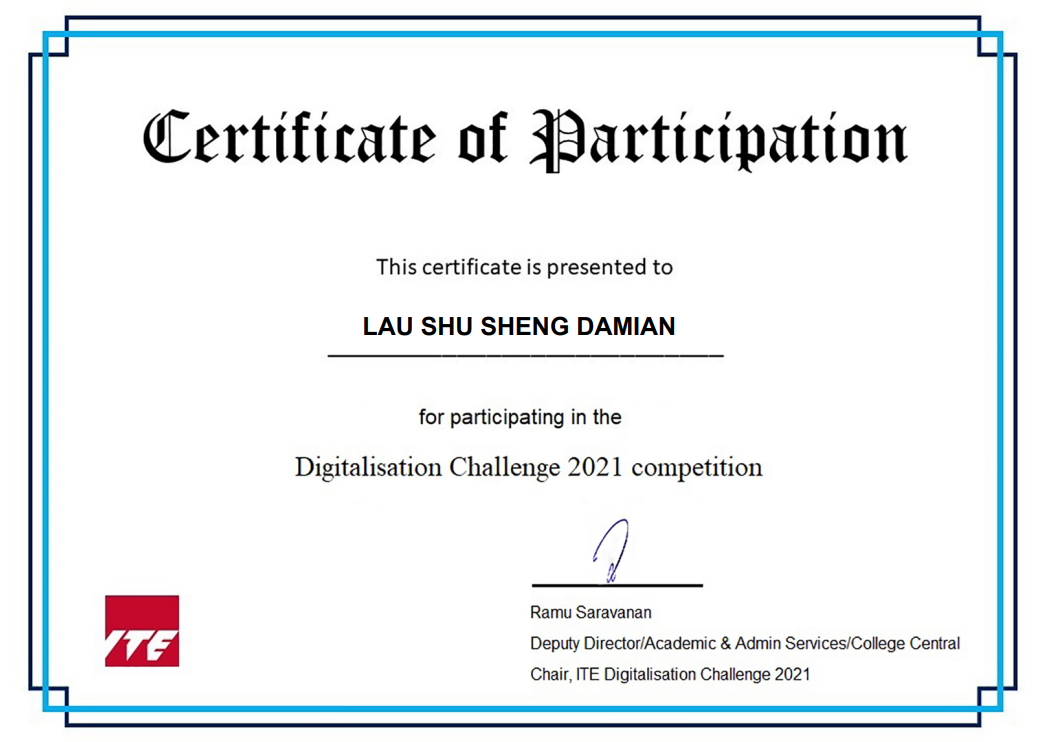 Certificate of Participation
This certificate is presented to
LAU SHU SHENG DAMIAN
for participating in the
Digitalisation Challenge 2021 competition
Ramu Saravanan
Deputy Director/Academic & Admin Services/College Central
Chair, ITE Digitalisation Challenge 2021
ITE